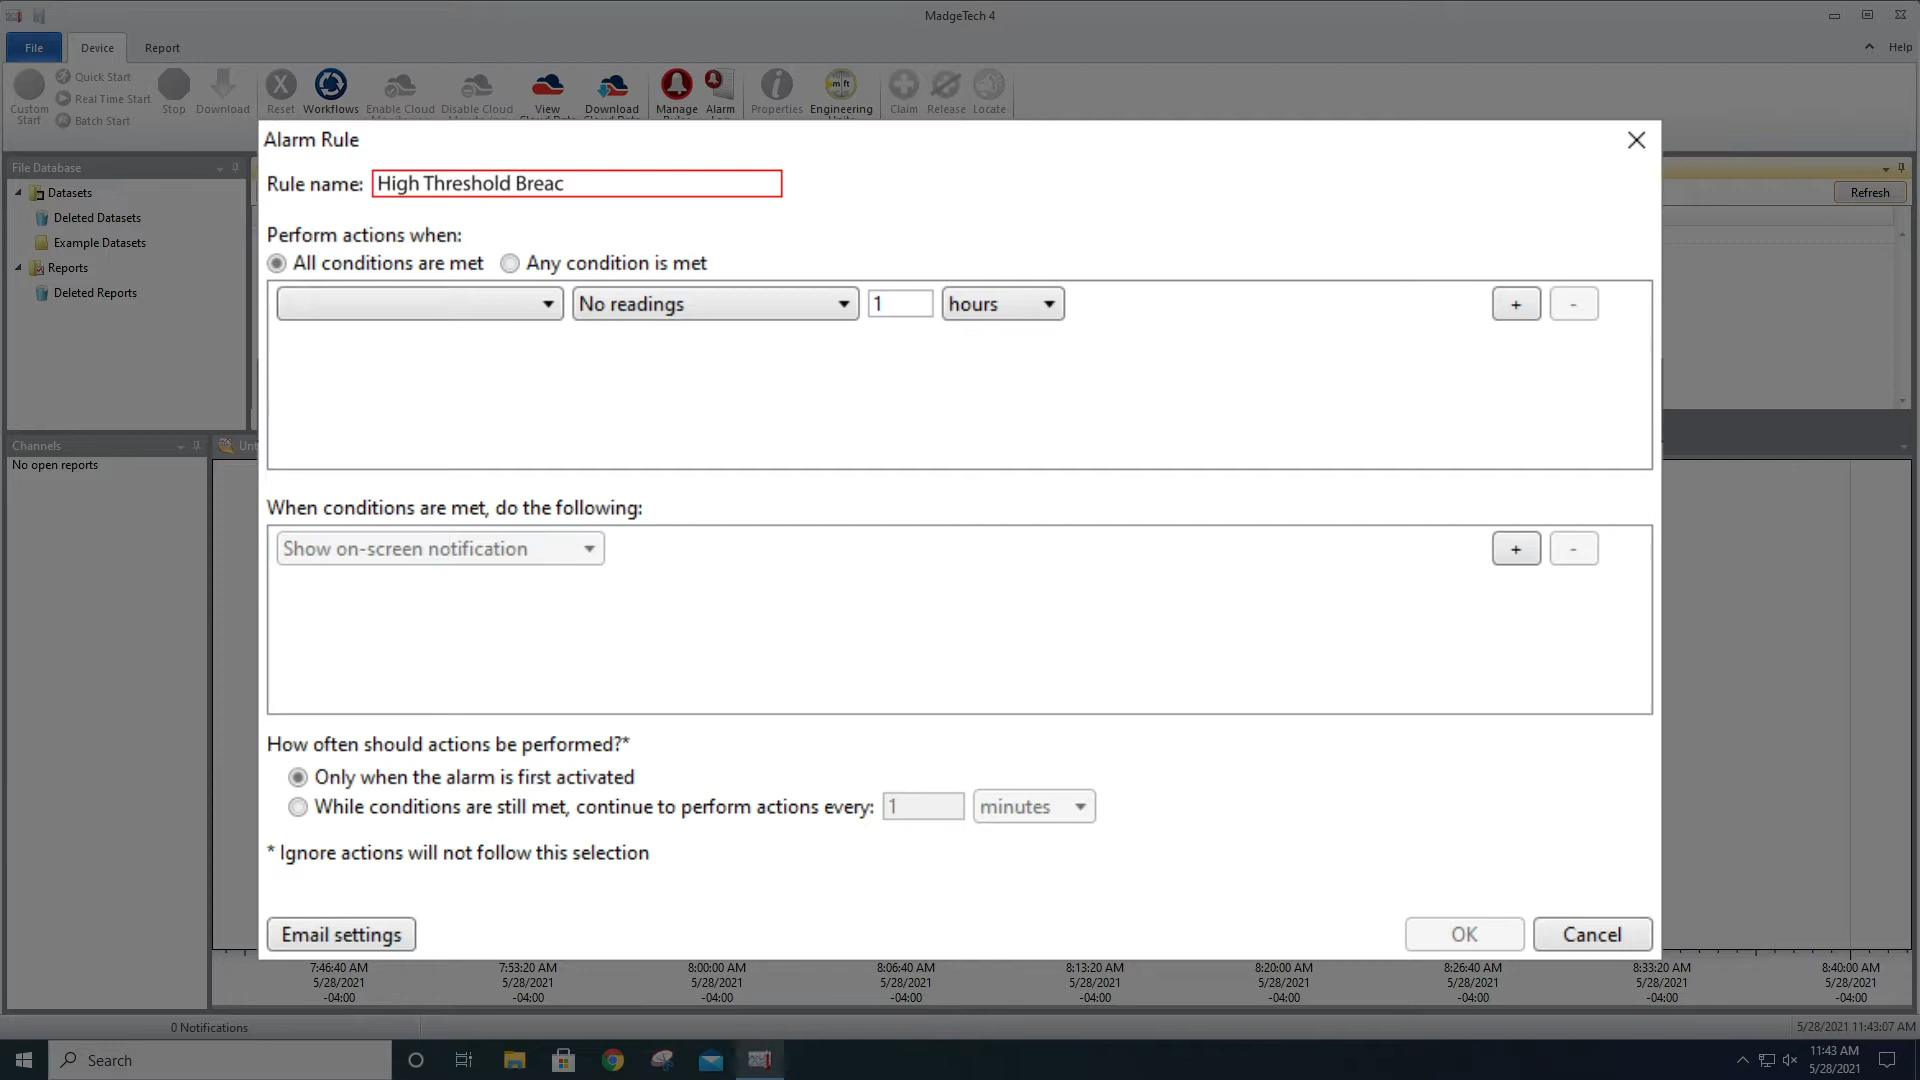 MadgeTech 4
File
Device
Report
Help
Custom Start
Quick Start
Real Time Start
Batch Start
Stop
Download
Reset
Workflows
Enable Cloud
Disable Cloud
View
Download
Manage
Alarm
Properties
Engineering
Claim
Release
Locate
Alarm Rule
Rule name: High Threshold Breac
Perform actions when:
All conditions are met
Any condition is met
No readings
1
hours
+
-
When conditions are met, do the following:
Show on-screen notification
+
-
How often should actions be performed?*
Only when the alarm is first activated
While conditions are still met, continue to perform actions every: 1 minutes
* Ignore actions will not follow this selection
Email settings
OK
Cancel
File Database
Datasets
Deleted Datasets
Example Datasets
Reports
Deleted Reports
Refresh
Channels
No open reports
7:46:40 AM 7:53:20 AM 8:00:00 AM 8:06:40 AM 8:13:20 AM 8:20:00 AM 8:26:40 AM 8:33:20 AM 8:40:00 AM
5/28/2021 5/28/2021 5/28/2021 5/28/2021 5/28/2021 5/28/2021 5/28/2021 5/28/2021 5/28/2021
-04:00 -04:00 -04:00 -04:00 -04:00 -04:00 -04:00 -04:00 -04:00
0 Notifications
5/28/2021 11:43:07 AM
Search
11:43 AM
5/28/2021